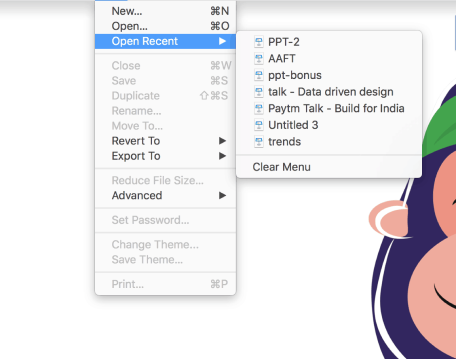 New... ⌘N
Open... ⌘O
Open Recent ▶
Close ⌘W
Save ⌘S
Duplicate ⇧⌘S
Rename...
Move To...
Revert To ▶
Export To ▶
Reduce File Size...
Advanced ▶
Set Password...
Change Theme...
Save Theme...
Print... ⌘P
PPT-2
AAFT
ppt-bonus
talk - Data driven design
Paytm Talk - Build for India
Untitled 3
trends
Clear Menu